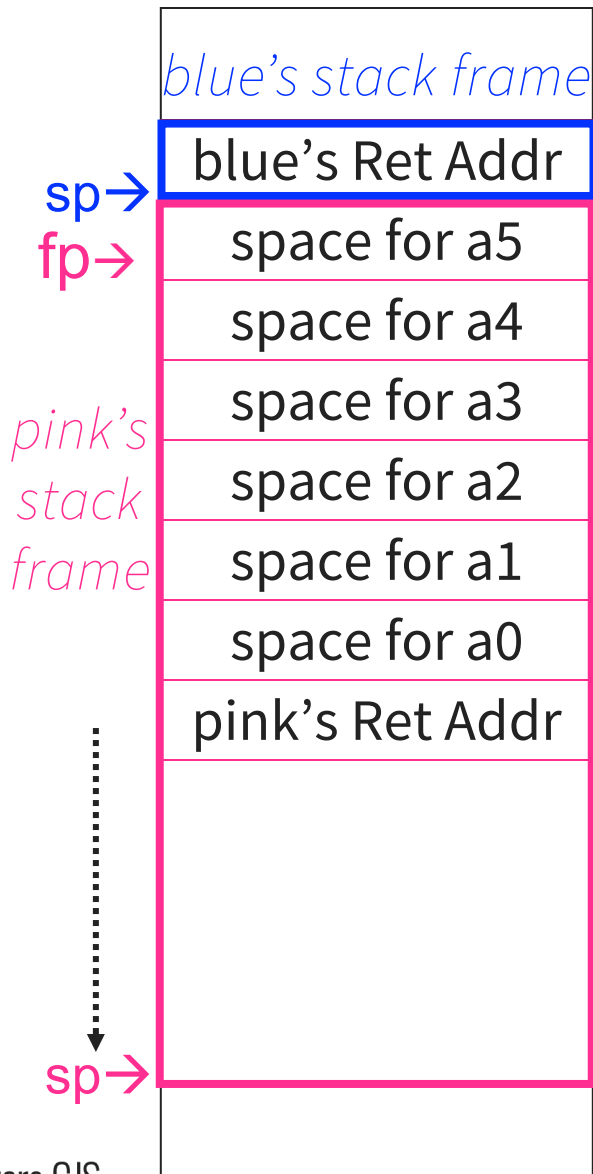 blue’s stack frame
blue’s Ret Addr
sp→
space for a5
fp→
space for a4
space for a3
pink’s
stack
frame
space for a2
space for a1
space for a0
pink’s Ret Addr
sp→